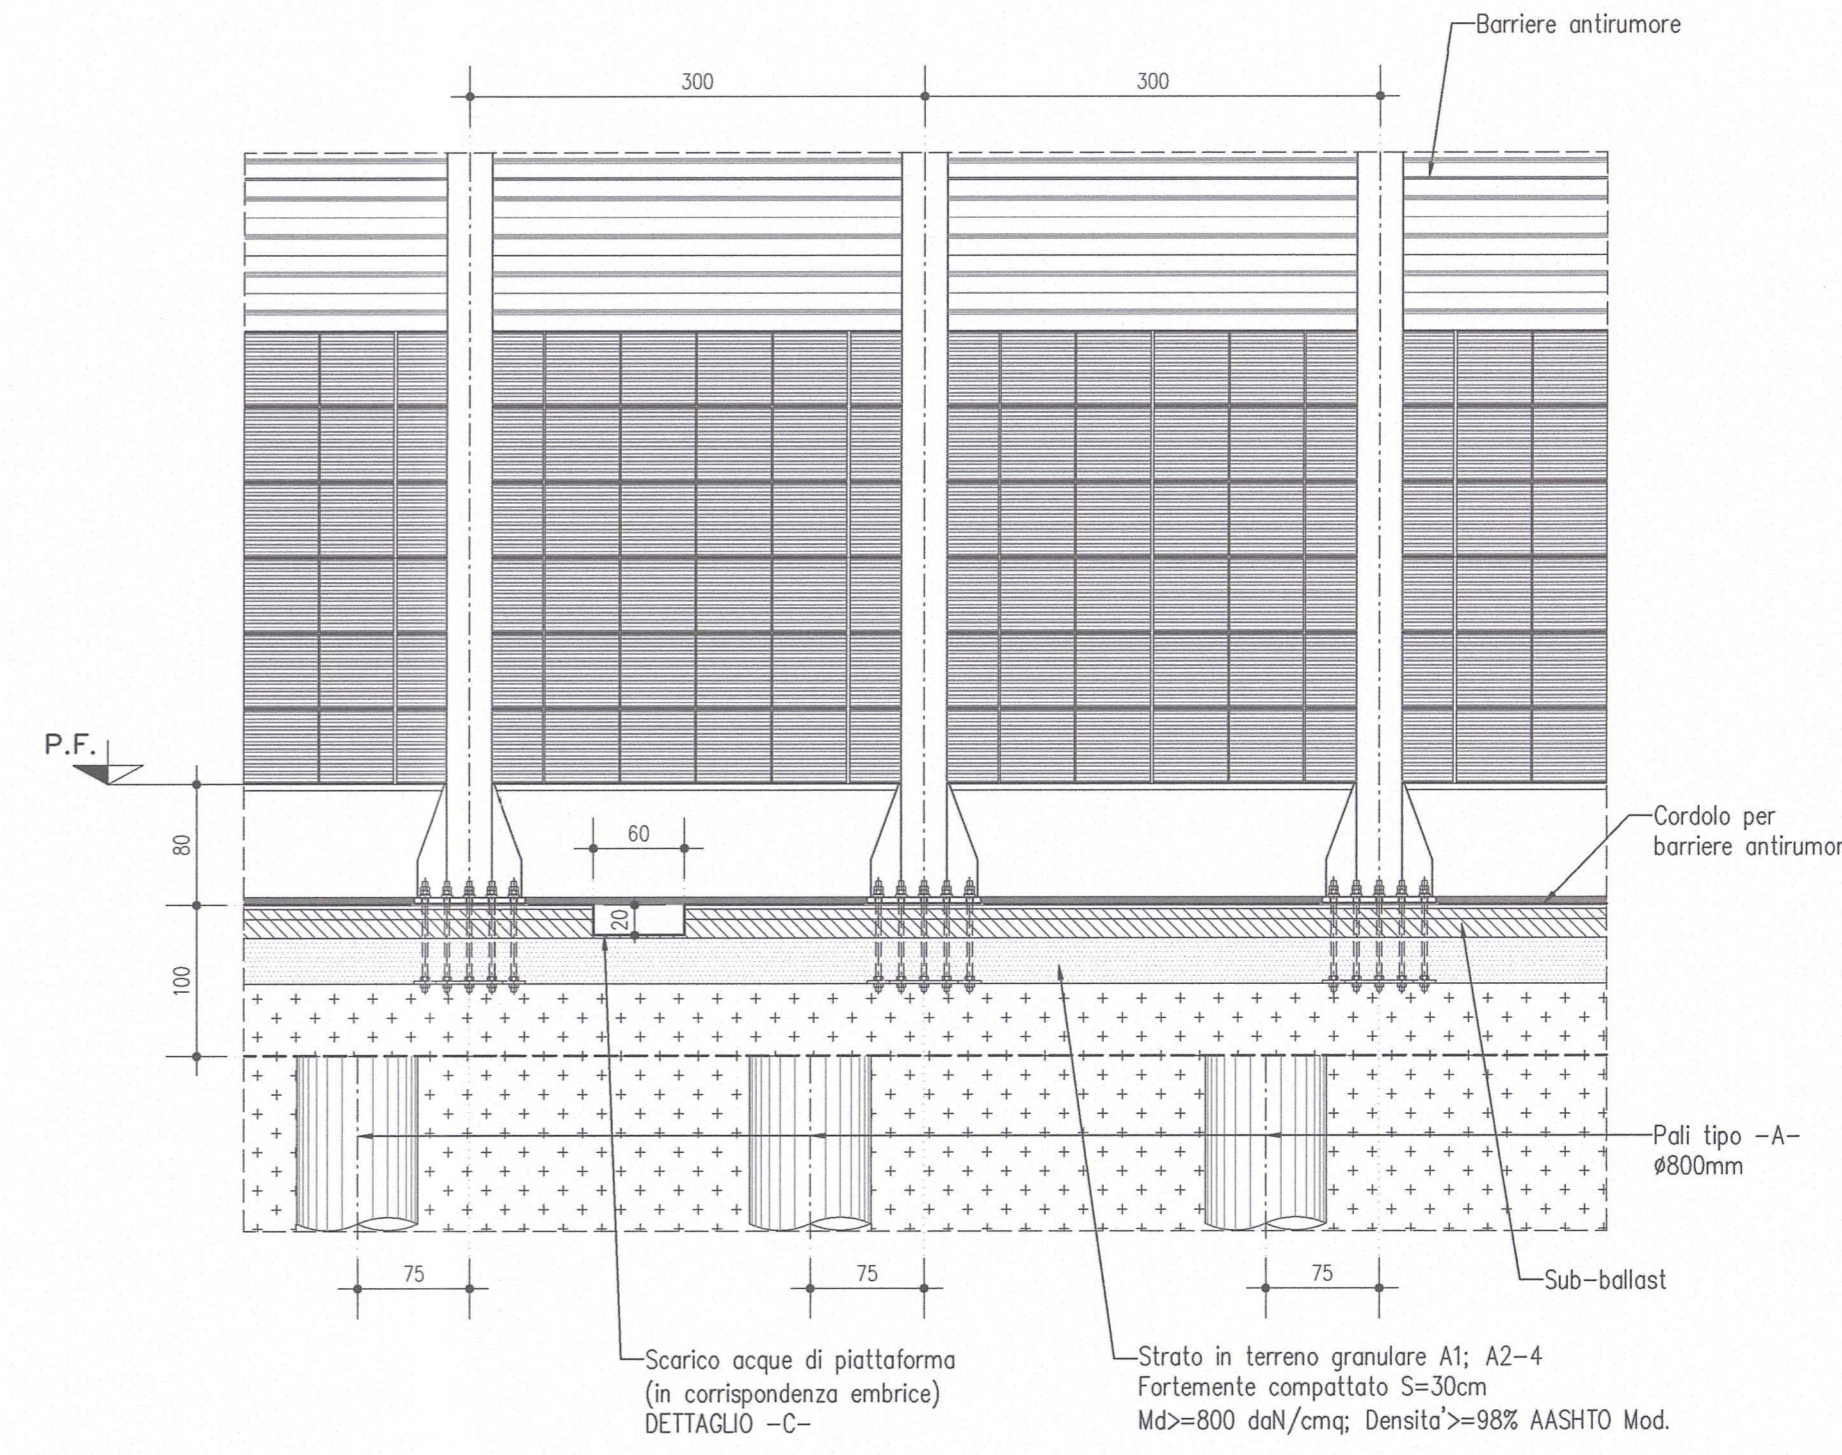 Barriere antirumore
300
300
P.F.
80
60
Cordolo per
barriere antirumor
20
100
Pali tipo -A-
ø800mm
75
75
75
Sub-ballast
Scarico acque di piattaforma
(in corrispondenza embrice)
DETTAGLIO -C-
Strato in terreno granulare A1; A2-4
Fortemente compattato S=30cm
Md>=800 daN/cmq; Densita'>=98% AASHTO Mod.